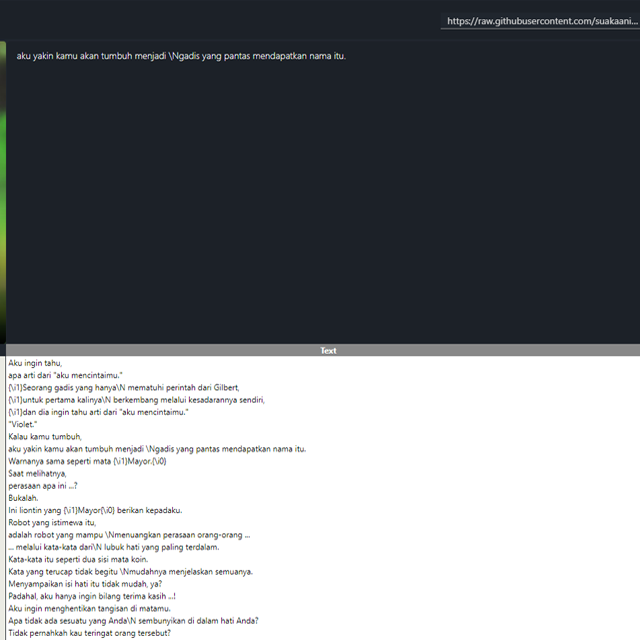 https://raw.githubusercontent.com/suakaani...
aku yakin kamu akan tumbuh menjadi \Ngadis yang pantas mendapatkan nama itu.
Text
Aku ingin tahu,
apa arti dari "aku mencintaimu."
{\i1}Seorang gadis yang hanya\N mematuhi perintah dari Gilbert,
{\i1}untuk pertama kalinya\N berkembang melalui kesadarannya sendiri,
{\i1}dan dia ingin tahu arti dari "aku mencintaimu."
"Violet."
Kalau kamu tumbuh,
aku yakin kamu akan tumbuh menjadi \Ngadis yang pantas mendapatkan nama itu.
Warnanya sama seperti mata {\i1}Mayor.{\i0}
Saat melihatnya,
perasaan apa ini ...?
Bukalah.
Ini liontin yang {\i1}Mayor{\i0} berikan kepadaku.
Robot yang istimewa itu,
adalah robot yang mampu \Nmenuangkan perasaan orang-orang ...
... melalui kata-kata dari\N lubuk hati yang paling terdalam.
Kata-kata itu seperti dua sisi mata koin.
Kata yang terucap tidak begitu \Nmudahnya menjelaskan semuanya.
Menyampaikan isi hati itu tidak mudah, ya?
Padahal, aku hanya ingin bilang terima kasih ...!
Aku ingin menghentikan tangisan di matamu.
Apa tidak ada sesuatu yang Anda\N sembunyikan di dalam hati Anda?
Tidak pernahkah kau teringat orang tersebut?